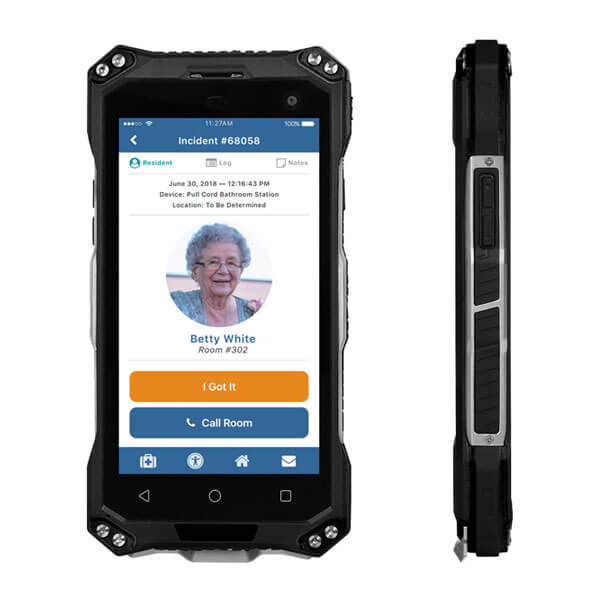 11:27AM 100%
Incident #68058
Resident Log Notes
June 30, 2018 — 12:16:43 PM
Device: Pull Cord Bathroom Station
Location: To Be Determined
Betty White
Room #302
I Got It
Call Room